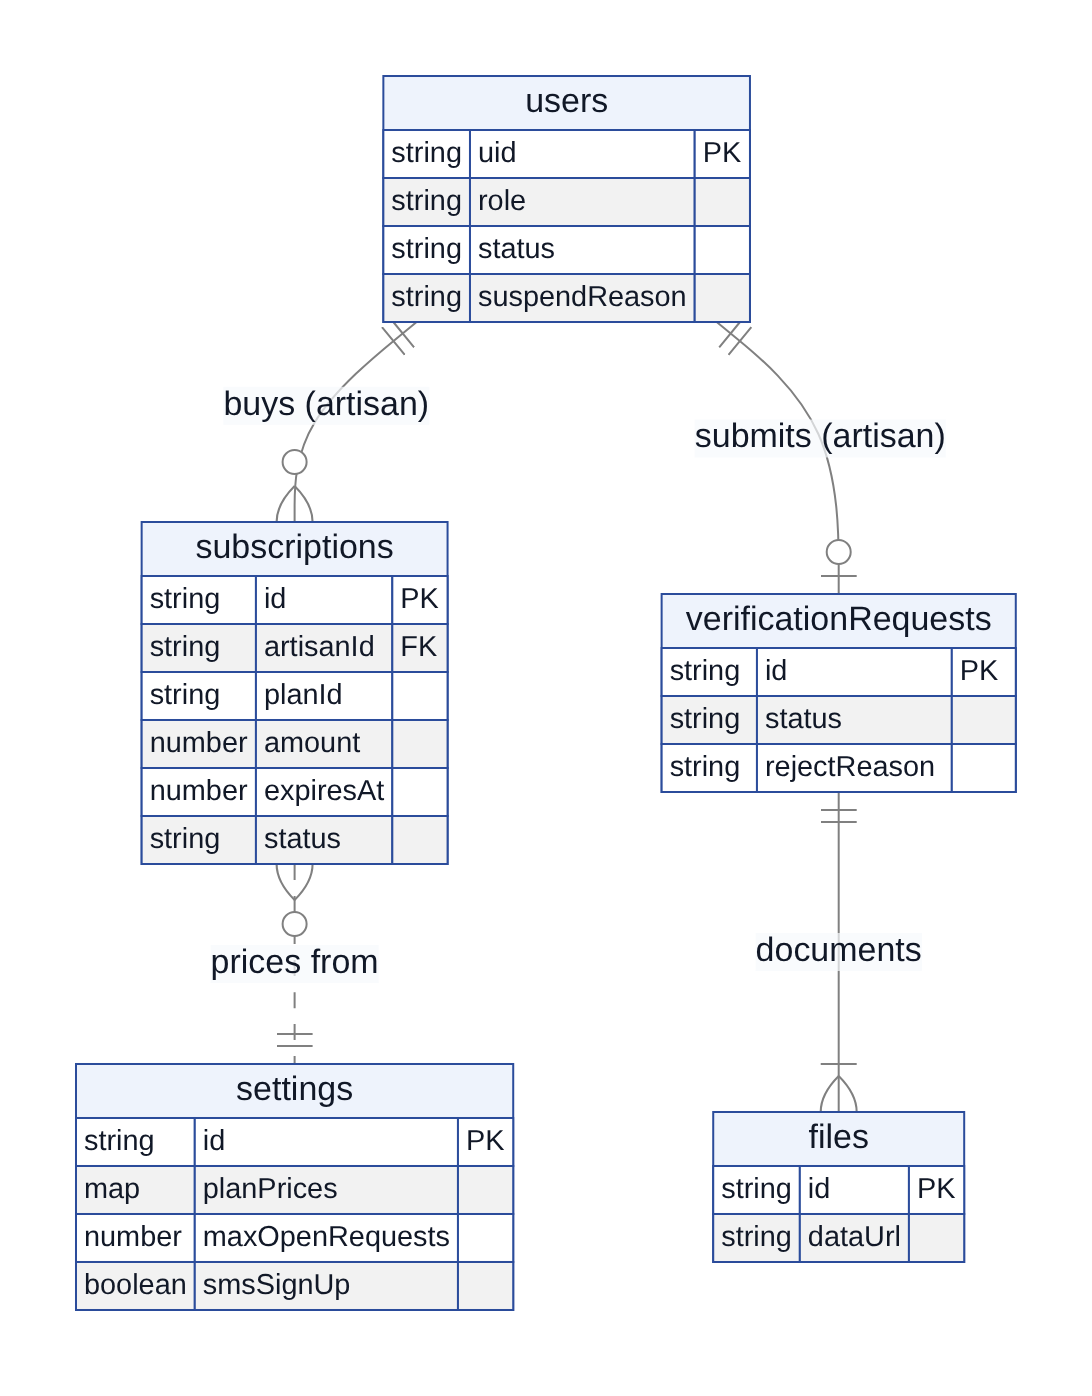 users
string uid PK
string role
string status
string suspendReason
buys (artisan)
submits (artisan)
subscriptions
string id PK
string artisanId FK
string planId
number amount
number expiresAt
string status
verificationRequests
string id PK
string status
string rejectReason
prices from
documents
settings
string id PK
map planPrices
number maxOpenRequests
boolean smsSignUp
files
string id PK
string dataUrl